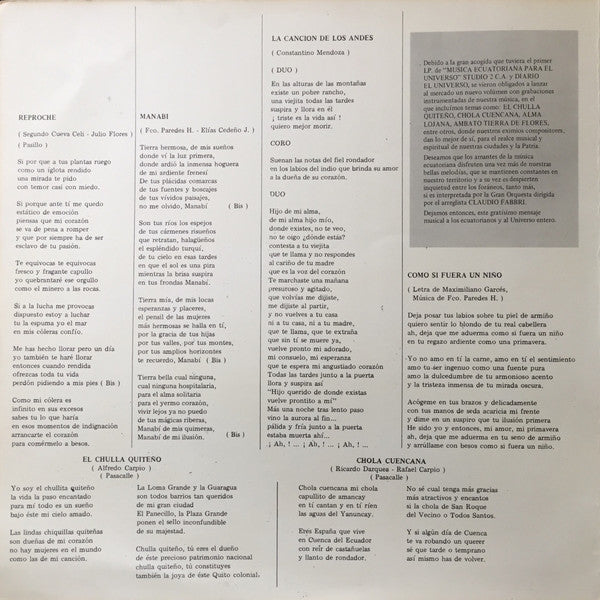 REPROCHE
( Segundo Cueva Celi - Julio Flores )
( Pasillo )
Si por que a tus plantas ruego
como un iglota rendido
una mirada te pido
con temor casi con miedo.
Si porque ante tí me quedo
estático de emoción
piensas que mi corazón
se va de pena a romper
y que por siempre ha de ser
esclavo de tu pasión.
Te equivocas te equivocas
fresco y fragante capullo
yo quebrantaré ese orgullo
como el minero a las rocas.
Si a la lucha me provocas
dispuesto estoy a luchar
tu la espuma yo el mar
en mis cóleras confío.
Me has hecho llorar pero un día
yo también te haré llorar
entonces cuando rendida
ofrezcas toda tu vida
perdón pidiendo a mis pies ( Bis )
Como mi cólera es
infinito en sus excesos
sabes tu lo que haría
en esos momentos de indignación
arrancarte el corazón
para comérmelo a besos.
MANABI
( Fco. Paredes H. - Elías Cedeño J. )
Tierra hermosa, de mis sueños
donde ví la luz primera,
donde ardió la inmensa hoguera
de mi ardiente frenesí
De tus plácidas comarcas
de tus fuentes y boscajes
de tus vívidos paisajes,
no me olvido, Manabí ( Bis )
Son tus ríos los espejos
de tus cármenes risueños
que retratan, halagüeños
el espléndido turquí,
de tu cielo en esas tardes
en que el sol es una pira
mientras la brisa suspira
en tus frondas Manabí.
Tierra mía, de mis locas
esperanzas y placeres,
el pensil de las mujeres
más hermosas se halla en tí,
por la gracia de tus hijas
por tus valles, por tus montes,
por tus amplios horizontes
te recuerdo, Manabí ( Bis )
Tierra bella cual ninguna,
cual ninguna hospitalaria,
para el alma solitaria
para el yermo corazón,
vivir lejos ya no puedo
de tus mágicas riberas,
Manabí de mis quimeras,
Manabí de mi ilusión. ( Bis )
LA CANCION DE LOS ANDES
( Constantino Mendoza )
( DUO )
En las alturas de las montañas
existe un pobre rancho,
una viejita todas las tardes
suspira y llora en él
¡ triste es la vida así !
quiero mejor morir.
CORO
Suenan las notas del fiel rondador
en los labios del indio que brinda su amor
a la dueña de su corazón.
DUO
Hijo de mi alma,
de mi alma hijo mío,
donde existes, no te veo,
no te oigo ¿dónde estás?
contesta a tu viejita
que te llama y no respondes
al cariño de tu madre
que es la voz del corazón
Te marchaste una mañana
presuroso y agitado,
que volvías me dijiste,
me dijiste al partir,
y no vuelves a tu casa
ni a tu casa, ni a tu madre,
que te llama, que te extraña
que sin tí se muere ya,
vuelve pronto mi adorado,
mi consuelo, mi esperanza
que te espera mi angustiado corazón
Todas las tardes junto a la puerta
llora y suspira así
"Hijo querido de donde existas
vuelve prontito a mí"
Más una noche tras lento paso
vino la aurora al fin...
pálida y fría junto a la puerta
estaba muerta ahí...
¡ Ah, ! ... ¡ Ah, ! ... ¡ Ah, ! ...
Debido a la gran acogida que tuviera el primer
LP. de "MUSICA ECUATORIANA PARA EL
UNIVERSO" STUDIO 2 C.A. y DIARIO
EL UNIVERSO, se vieron obligados a lanzar
al mercado un nuevo volúmen con grabaciones
instrumentadas de nuestra música, en el
que incluímos temas como: EL CHULLA
QUITEÑO, CHOLA CUENCANA, ALMA
LOJANA, AMBATO TIERRA DE FLORES,
entre otros, donde nuestros eximios compositores,
dan lo mejor de sí, para el realce musical y
espiritual de nuestras ciudades y la Patria.
Deseamos que los amantes de la música
ecuatoriana disfruten una vez más de nuestras
bellas melodías, que se mantienen constantes en
nuestro territorio y a su vez se despierten
inquietud entre los foráneos, tanto más,
si es interpretada por la Gran Orquesta dirigida
por el arreglista CLAUDIO FABBRI.
Dejamos entonces, este gratísimo mensaje
musical a los ecuatorianos y al Universo entero.
COMO SI FUERA UN NIÑO
( Letra de Maximiliano Garcés,
Música de Fco. Paredes H. )
Deja posar tus labios sobre tu piel de armiño
quiero sentir lo blondo de tu real cabellera
ah, deja que me aduerma como si fuera un niño
en tu regazo ardiente como una primavera.
Yo no amo en tí la carne, amo en tí el sentimiento
amo tu ser ingenuo como una fuente pura
amo la dulcedumbre de tu armonioso acento
y la tristeza inmensa de tu mirada oscura.
Acógeme en tus brazos y delicadamente
con tus manos de seda acaricia mi frente
y dime en un suspiro que tu ilusión primera
He sido yo y entonces, mi amor, mi primavera
ah, deja que me aduerma en tu seno de armiño
y arrúllame con besos como si fuera un niño.
EL CHULLA QUITEÑO
( Alfredo Carpio )
( Pasacalle )
Yo soy el chullita quiteño
la vida la paso encantado
para mí todo es un sueño
bajo éste mi cielo amado.
Las lindas chiquillas quiteñas
son dueñas de mi corazón
no hay mujeres en el mundo
como las de mi canción.
La Loma Grande y la Guaragua
son todos barrios tan queridos
de mi gran ciudad
El Panecillo, la Plaza Grande
ponen el sello inconfundible
de su majestad.
Chulla quiteño, tú eres el dueño
de éste precioso patrimonio nacional
chulla quiteño, tú constituyes
también la joya de éste Quito colonial.
CHOLA CUENCANA
( Ricardo Darquea - Rafael Carpio )
( Pasacalle )
Chola cuencana mi chola
capullito de amancay
en tí cantan y en tí ríen
las aguas del Yanuncay.
Eres España que vive
en Cuenca del Ecuador
con reír de castañuelas
y llanto de rondador.
No sé cual tenga más gracias
más atractivos y encantos
si la chola de San Roque
del Vecino o Todos Santos.
Y si algún día de Cuenca
te va robando un querer
sé que tarde o temprano
así mismo has de volver.